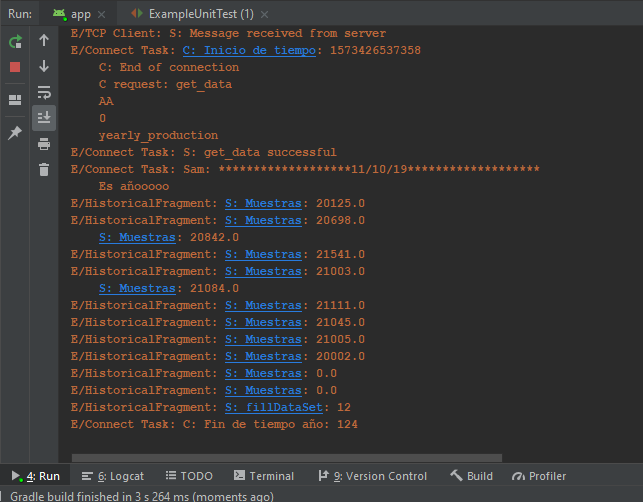 Run: app × ExampleUnitTest (1) ×
E/TCP Client: S: Message received from server
E/Connect Task: C: Inicio de tiempo: 1573426537358
C: End of connection
C request: get_data
AA
0
yearly_production
E/Connect Task: S: get_data successful
E/Connect Task: Sam: *******************11/10/19*******************
Es añooooo
E/HistoricalFragment: S: Muestras: 20125.0
E/HistoricalFragment: S: Muestras: 20698.0
S: Muestras: 20842.0
E/HistoricalFragment: S: Muestras: 21541.0
E/HistoricalFragment: S: Muestras: 21003.0
S: Muestras: 21084.0
E/HistoricalFragment: S: Muestras: 21111.0
E/HistoricalFragment: S: Muestras: 21045.0
E/HistoricalFragment: S: Muestras: 21005.0
E/HistoricalFragment: S: Muestras: 20002.0
E/HistoricalFragment: S: Muestras: 0.0
E/HistoricalFragment: S: Muestras: 0.0
E/HistoricalFragment: S: fillDataSet: 12
E/Connect Task: C: Fin de tiempo año: 124
4: Run 6: Logcat TODO Terminal 9: Version Control Build Profiler
Gradle build finished in 3 s 264 ms (moments ago)